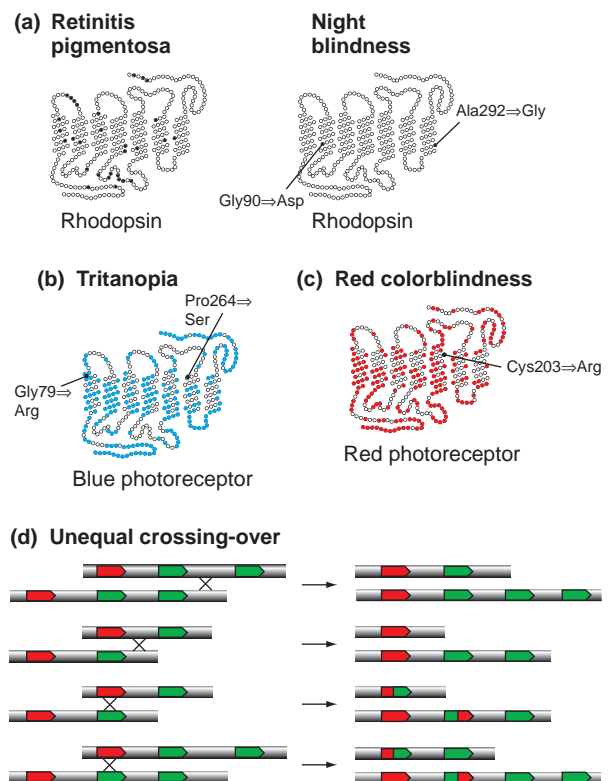 (a) Retinitis pigmentosa
Night blindness
Ala292⇒Gly
Gly90⇒Asp
Rhodopsin
Rhodopsin
(b) Tritanopia
Pro264⇒
Ser
Gly79⇒
Arg
Blue photoreceptor
(c) Red colorblindness
Cys203⇒Arg
Red photoreceptor
(d) Unequal crossing-over